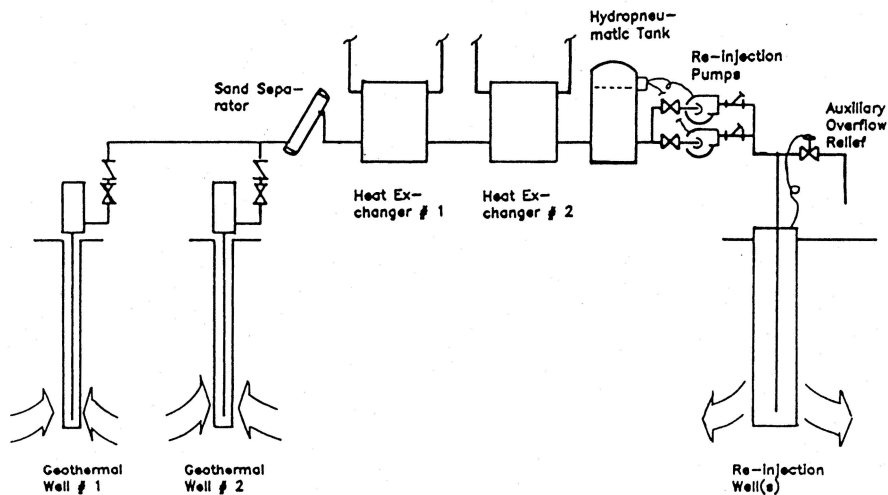 Hydropneu-
matic Tank
Re-injection
Pumps
Sand Sepa-
rator
Auxiliary
Overflow
Relief
Heat Ex-
changer # 1
Heat Ex-
changer # 2
Geothermal
Well # 1
Geothermal
Well # 2
Re-injection
Well(s)